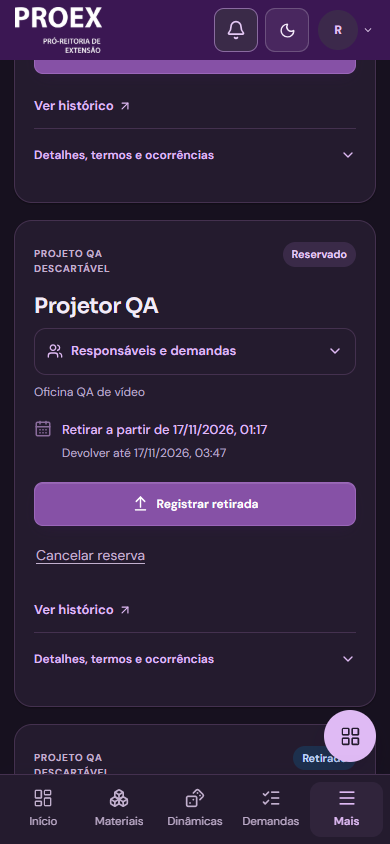 PROEX
PRÓ-REITORIA DE
EXTENSÃO
R
Ver histórico
Detalhes, termos e ocorrências
PROJETO QA
DESCARTÁVEL
Reservado
Projetor QA
Responsáveis e demandas
Oficina QA de vídeo
Retirar a partir de 17/11/2026, 01:17
Devolver até 17/11/2026, 03:47
Registrar retirada
Cancelar reserva
Ver histórico
Detalhes, termos e ocorrências
PROJETO QA
DESCARTÁVEL
Início
Materiais
Dinâmicas
Demandas
Mais